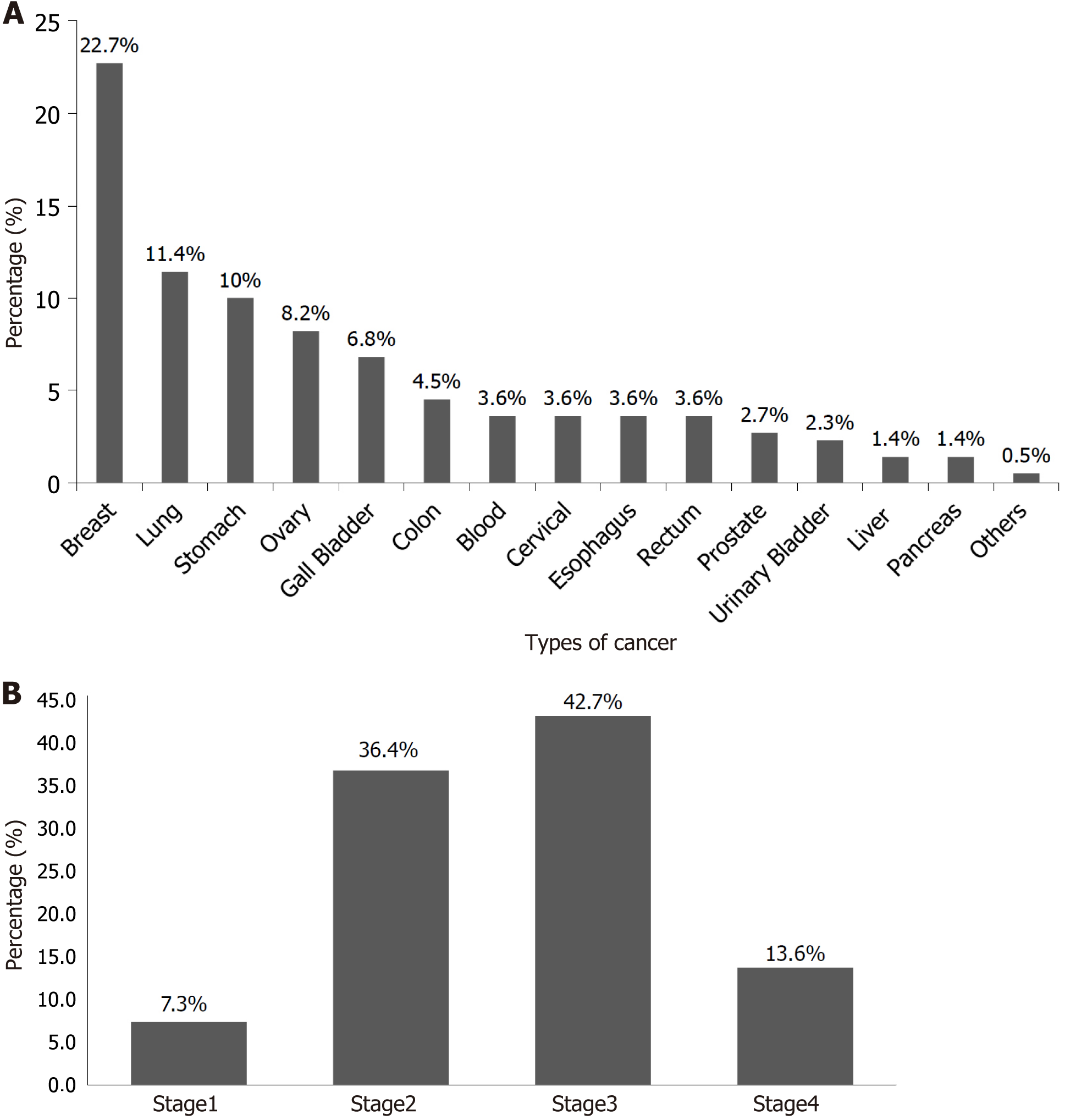 A
25
20
15
10
5
0
Percentage (%)
22.7%
11.4%
10%
8.2%
6.8%
4.5%
3.6%
3.6%
3.6%
3.6%
2.7%
2.3%
1.4%
1.4%
0.5%
Breast
Lung
Stomach
Ovary
Gall Bladder
Colon
Blood
Cervical
Esophagus
Rectum
Prostate
Urinary Bladder
Liver
Pancreas
Others
Types of cancer
B
45.0
40.0
35.0
30.0
25.0
20.0
15.0
10.0
5.0
0.0
Percentage (%)
7.3%
36.4%
42.7%
13.6%
Stage1
Stage2
Stage3
Stage4